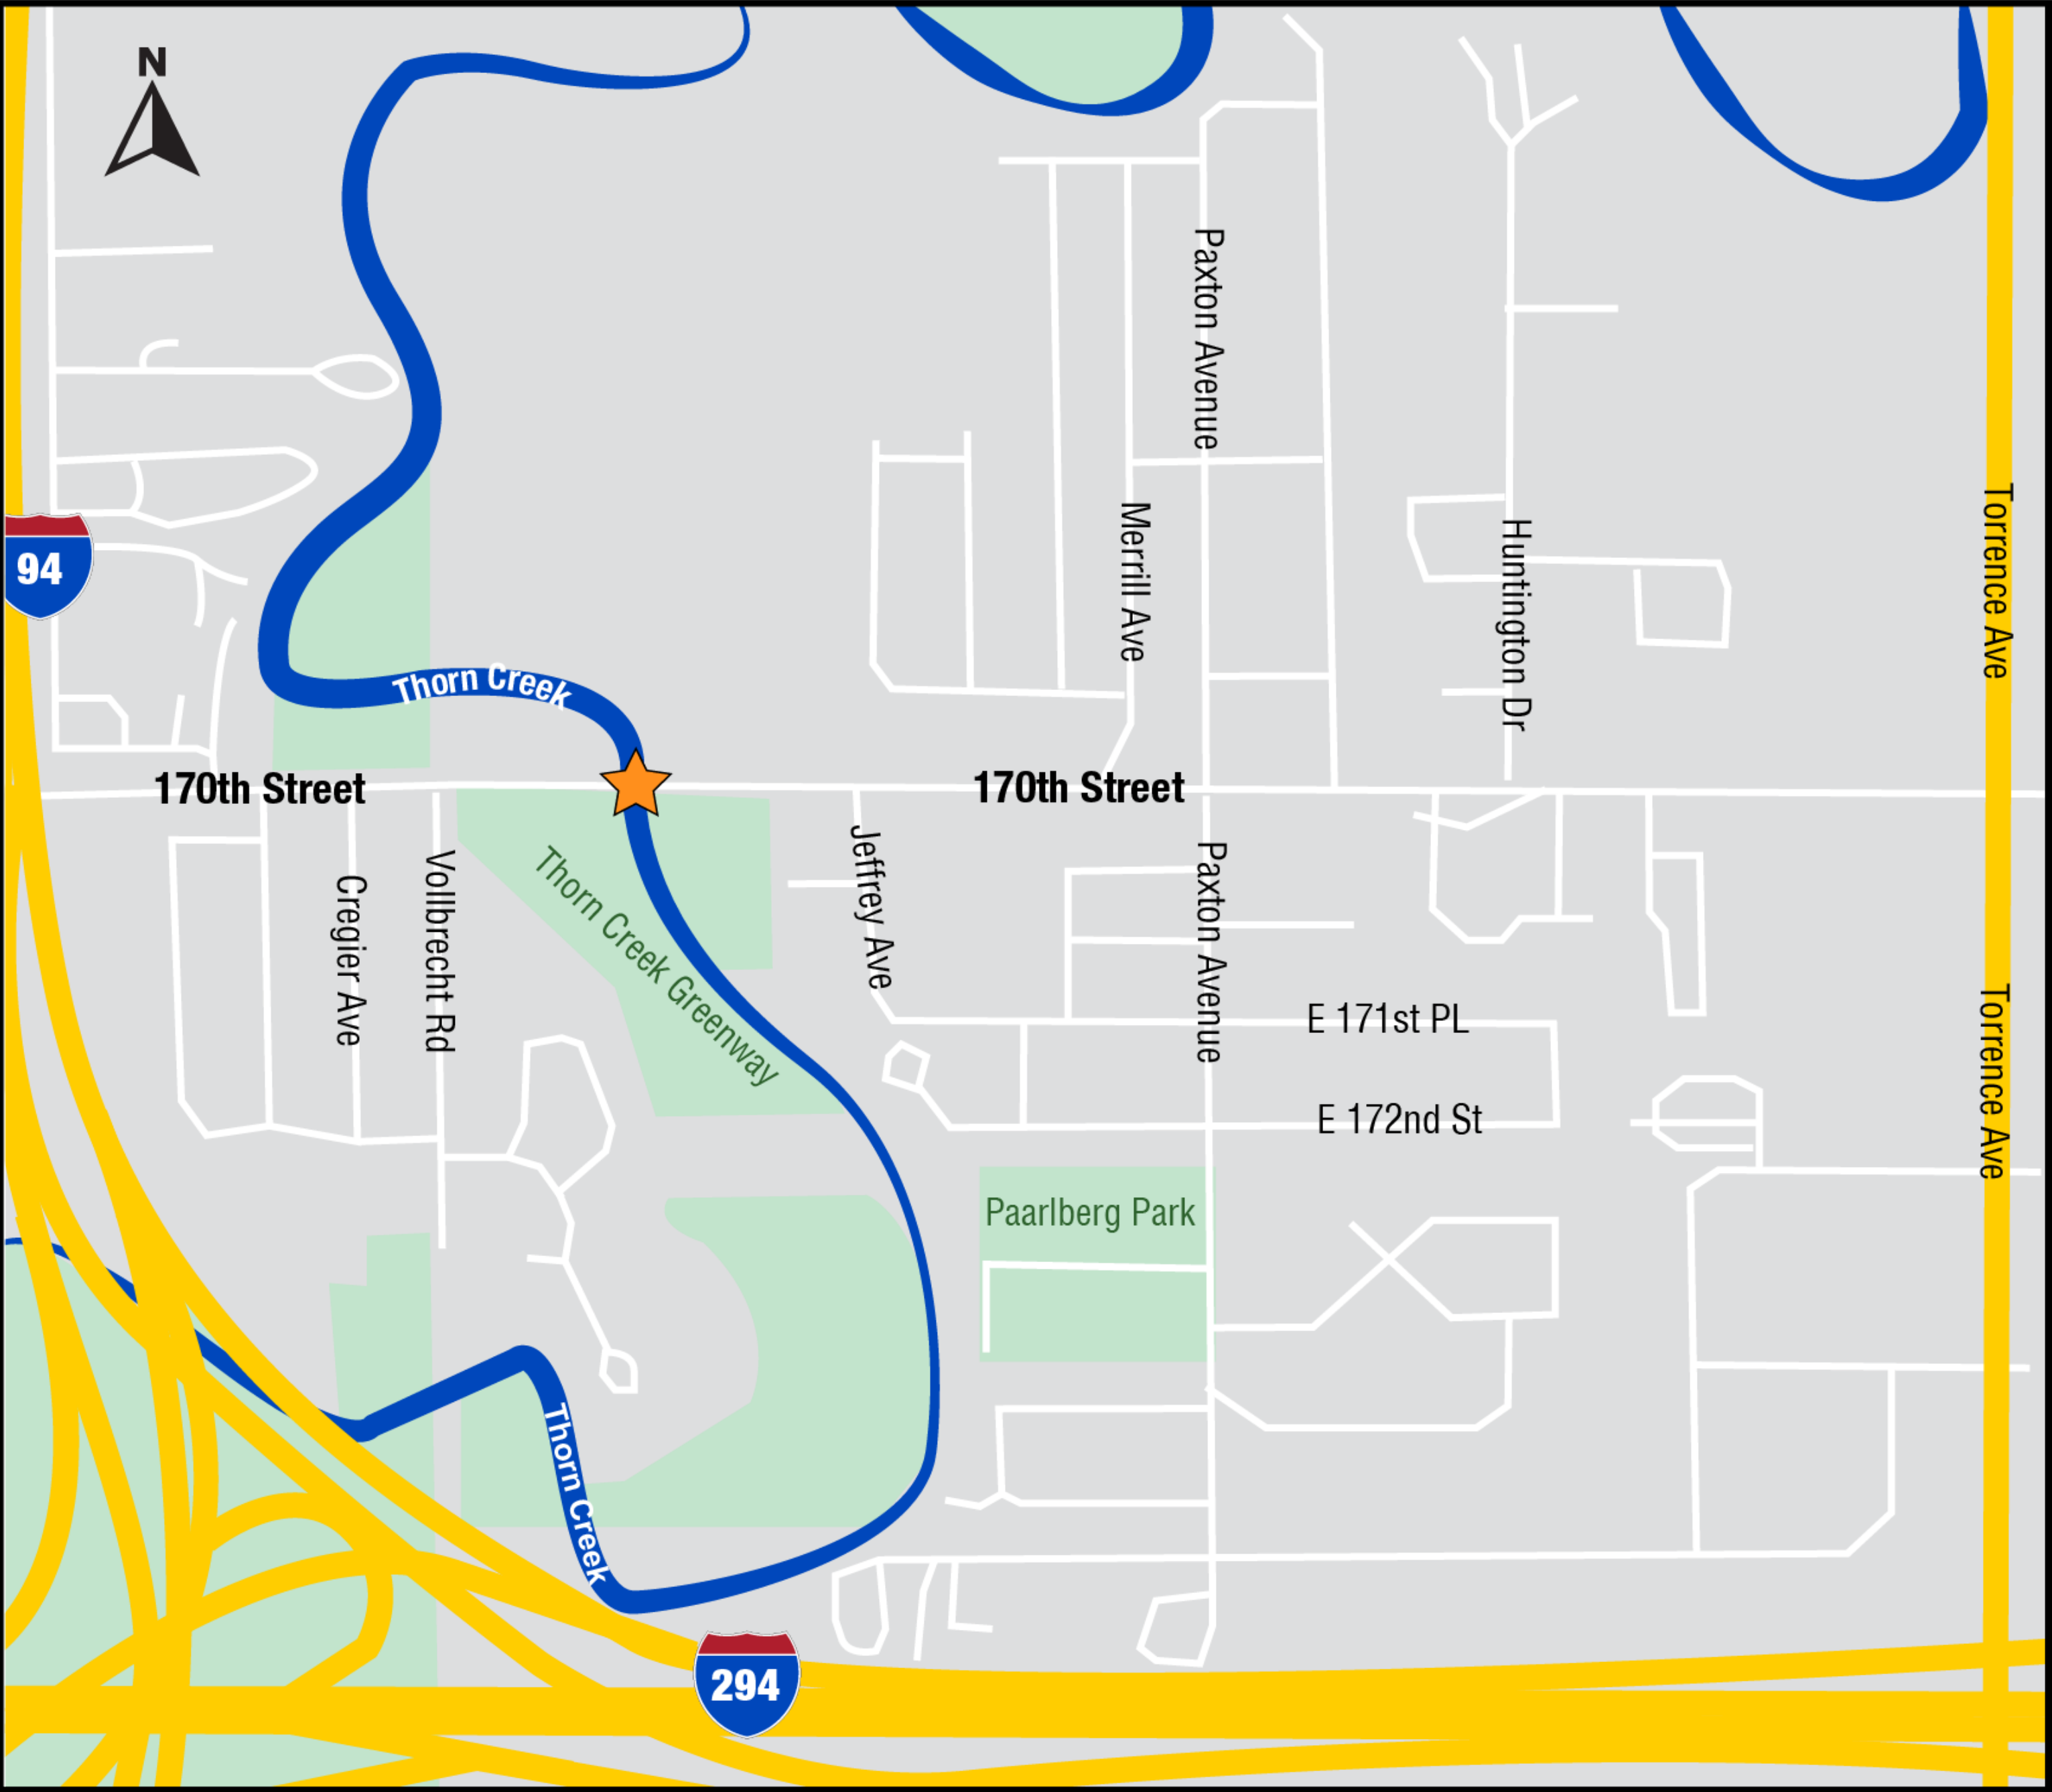 N
Paxton Avenue
Merrill Ave
Huntington Dr
Torrence Ave
94
Thorn Creek
170th Street
170th Street
Cregier Ave
Vollbrecht Rd
Thorn Creek Greenway
Jeffrey Ave
Paxton Avenue
E 171st PL
E 172nd St
Torrence Ave
Paarlberg Park
Thorn Creek
294